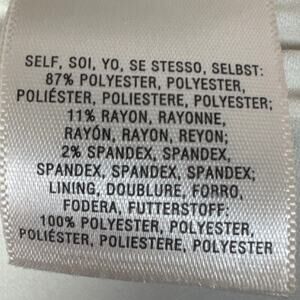 SELF, SOI, YO, SE STESSO, SELBST:
87% POLYESTER, POLYESTER,
POLIÉSTER, POLIESTERE, POLYESTER;
11% RAYON, RAYONNE,
RAYÓN, RAYON, REYON;
2% SPANDEX, SPANDEX,
SPANDEX, SPANDEX, SPANDEX;
LINING, DOUBLURE, FORRO,
FODERA, FUTTERSTOFF:
100% POLYESTER, POLYESTER,
POLIÉSTER, POLIESTERE, POLYESTER